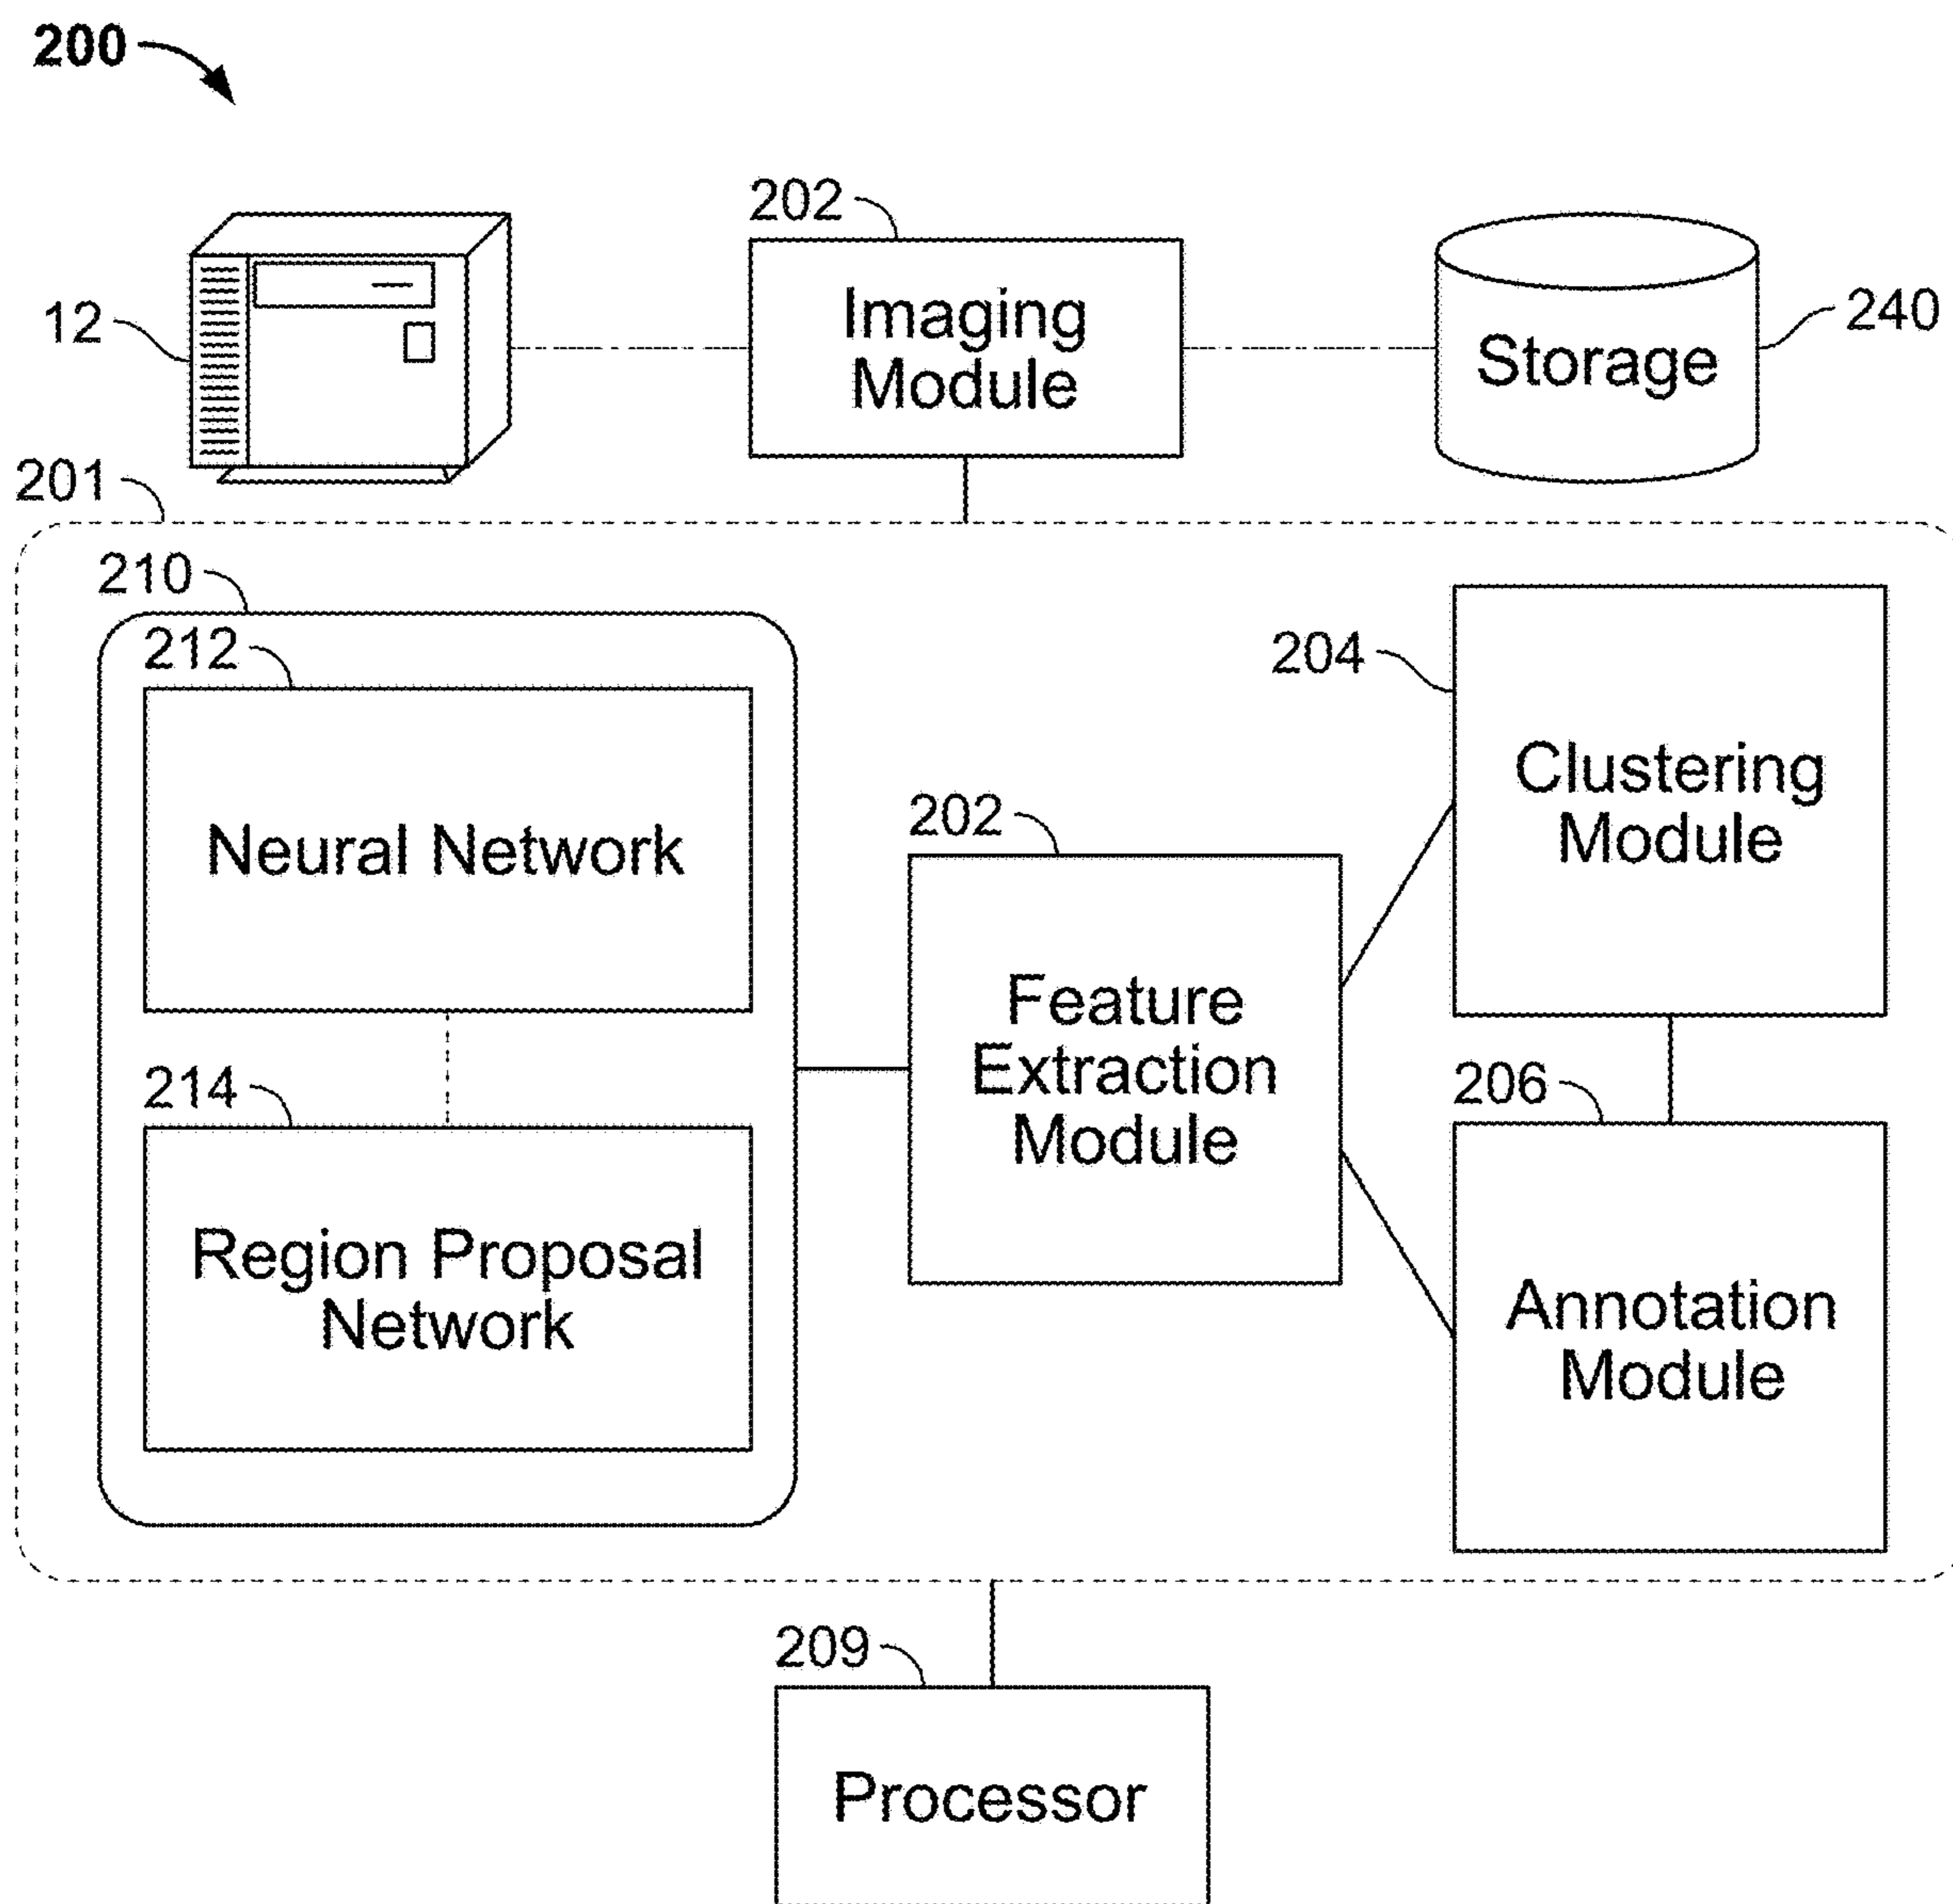 200
202
Imaging
Module
12
240
Storage
201
210
212
Neural Network
204
Clustering
Module
202
Feature
Extraction
Module
214
Region Proposal
Network
206
Annotation
Module
209
Processor